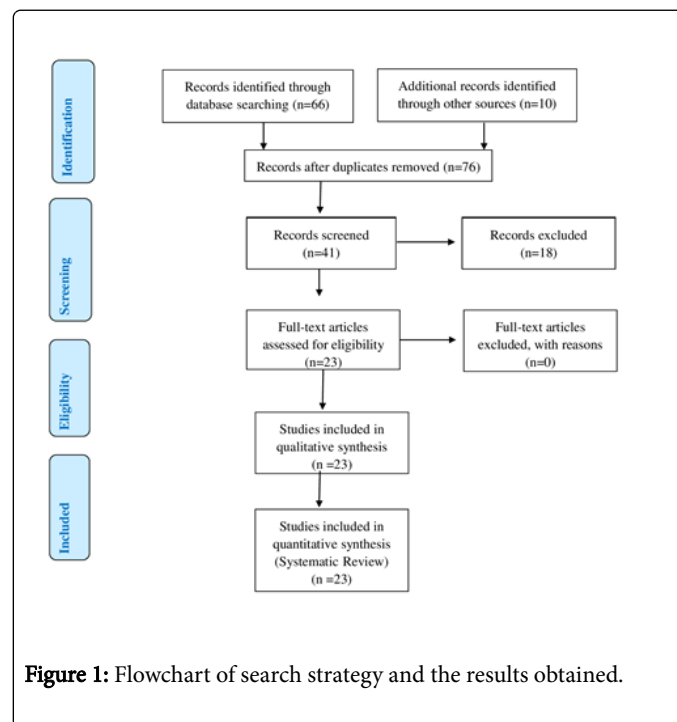 Identification
Records identified through
database searching (n=66)
Additional records identified
through other sources (n=10)
Records after duplicates removed (n=76)
Screening
Records screened
(n=41)
Records excluded
(n=18)
Full-text articles
assessed for eligibility
(n=23)
Full-text articles
excluded, with reasons
(n=0)
Eligibility
Studies included in
qualitative synthesis
(n =23)
Included
Studies included in
quantitative synthesis
(Systematic Review)
(n =23)
Figure 1: Flowchart of search strategy and the results obtained.